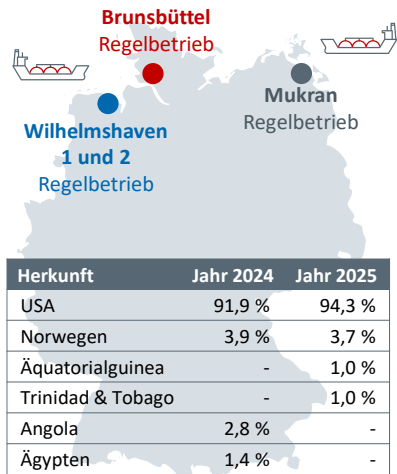 Brunsbüttel
Regelbetrieb
Mukran
Regelbetrieb
Wilhelmshaven
1 und 2
Regelbetrieb
Herkunft Jahr 2024 Jahr 2025
USA 91,9 % 94,3 %
Norwegen 3,9 % 3,7 %
Äquatorialguinea - 1,0 %
Trinidad & Tobago - 1,0 %
Angola 2,8 % -
Ägypten 1,4 % -